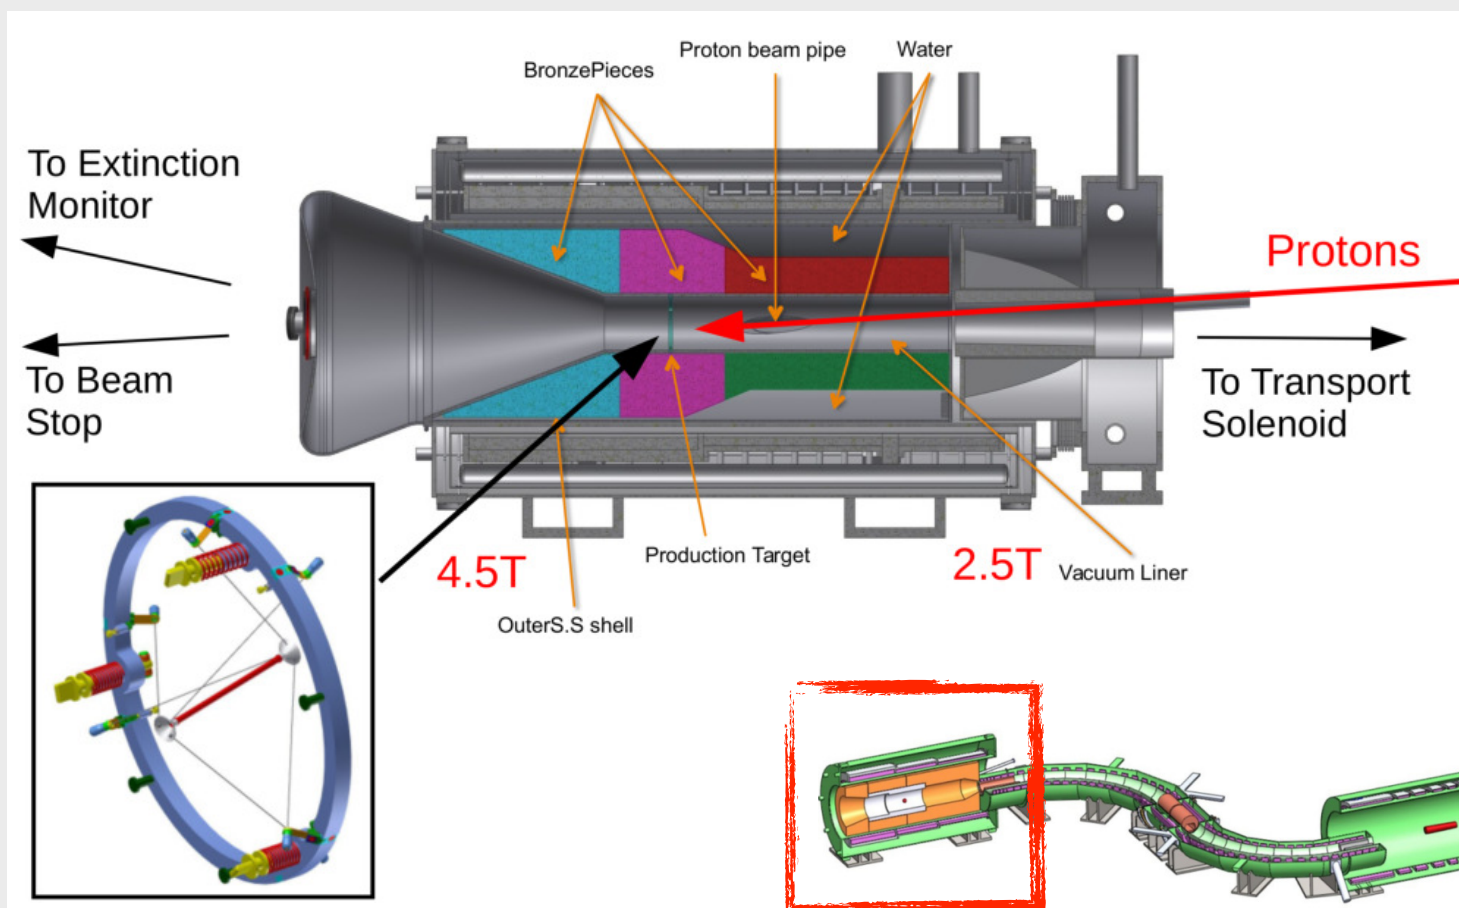 Proton beam pipe
Water
BronzePieces
To Extinction
Monitor
Protons
To Beam
Stop
To Transport
Solenoid
Production Target
4.5T
2.5T
Vacuum Liner
OuterS.S shell